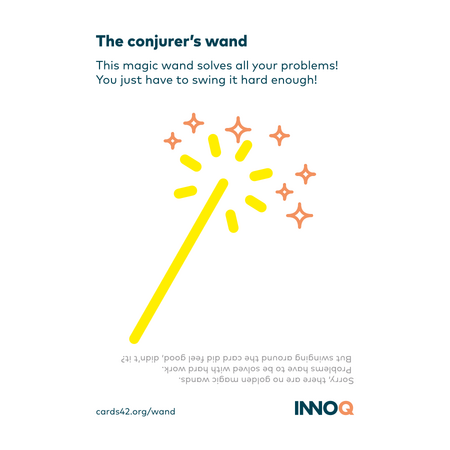 The conjurer's wand
This magic wand solves all your problems!
You just have to swing it hard enough!
Sorry, there are no golden magic wands.
Problems have to be solved with hard work.
But swinging around the card did feel good, didn't it?
cards42.org/wand
INNOQ